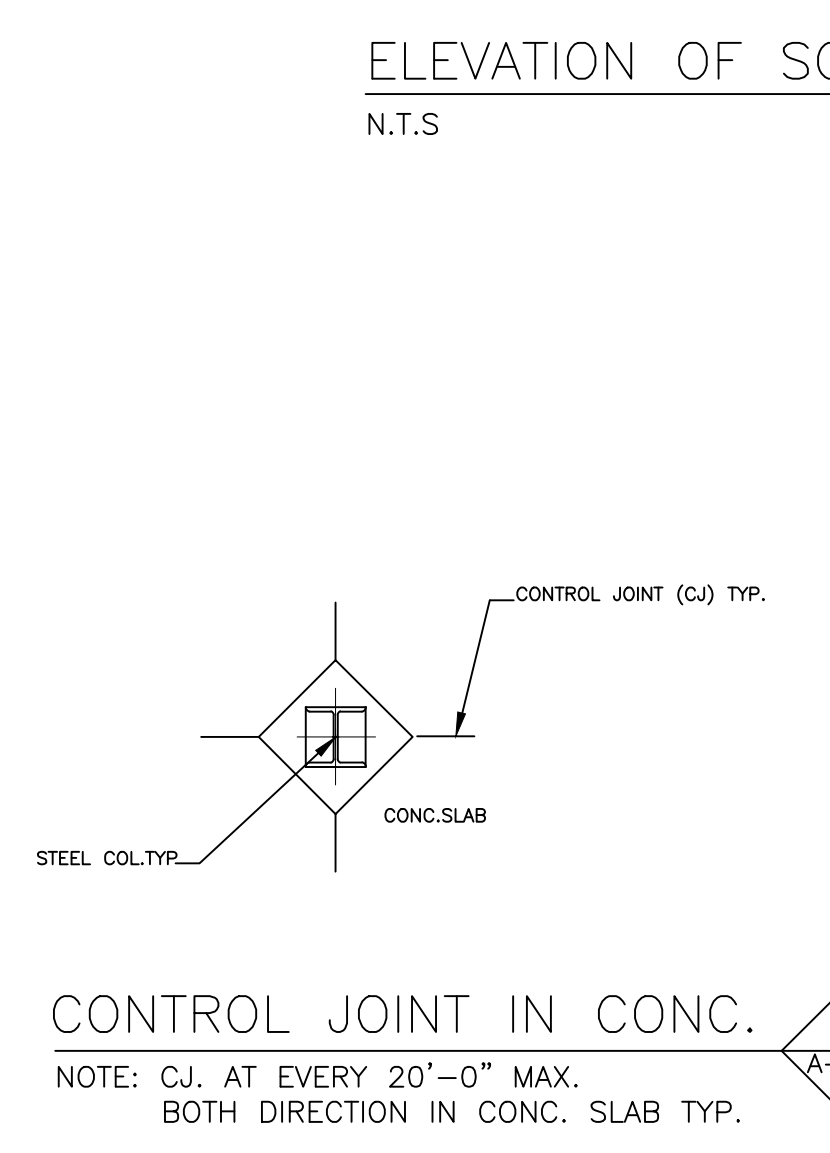 ELEVATION OF
N.T.S
CONTROL JOINT (CJ) TYP.
CONC.SLAB
STEEL COL.TYP
CONTROL JOINT IN CONC.
A-
NOTE: CJ. AT EVERY 20'-0" MAX.
BOTH DIRECTION IN CONC. SLAB TYP.